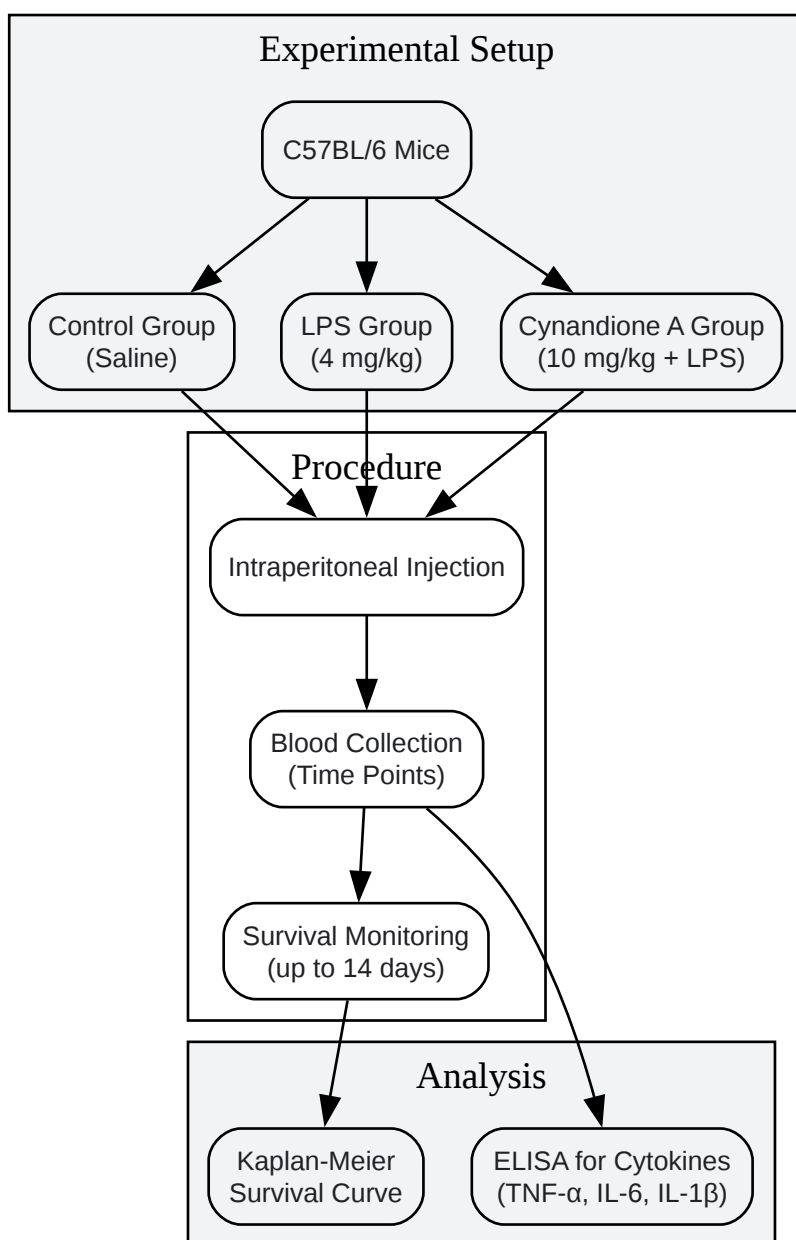 Experimental Setup
C57BL/6 Mice
Control Group
(Saline)
LPS Group
(4 mg/kg)
Cynandione A Group
(10 mg/kg + LPS)
Procedure
Intraperitoneal Injection
Blood Collection
(Time Points)
Survival Monitoring
(up to 14 days)
Analysis
Kaplan-Meier
Survival Curve
ELISA for Cytokines
(TNF-α, IL-6, IL-1β)